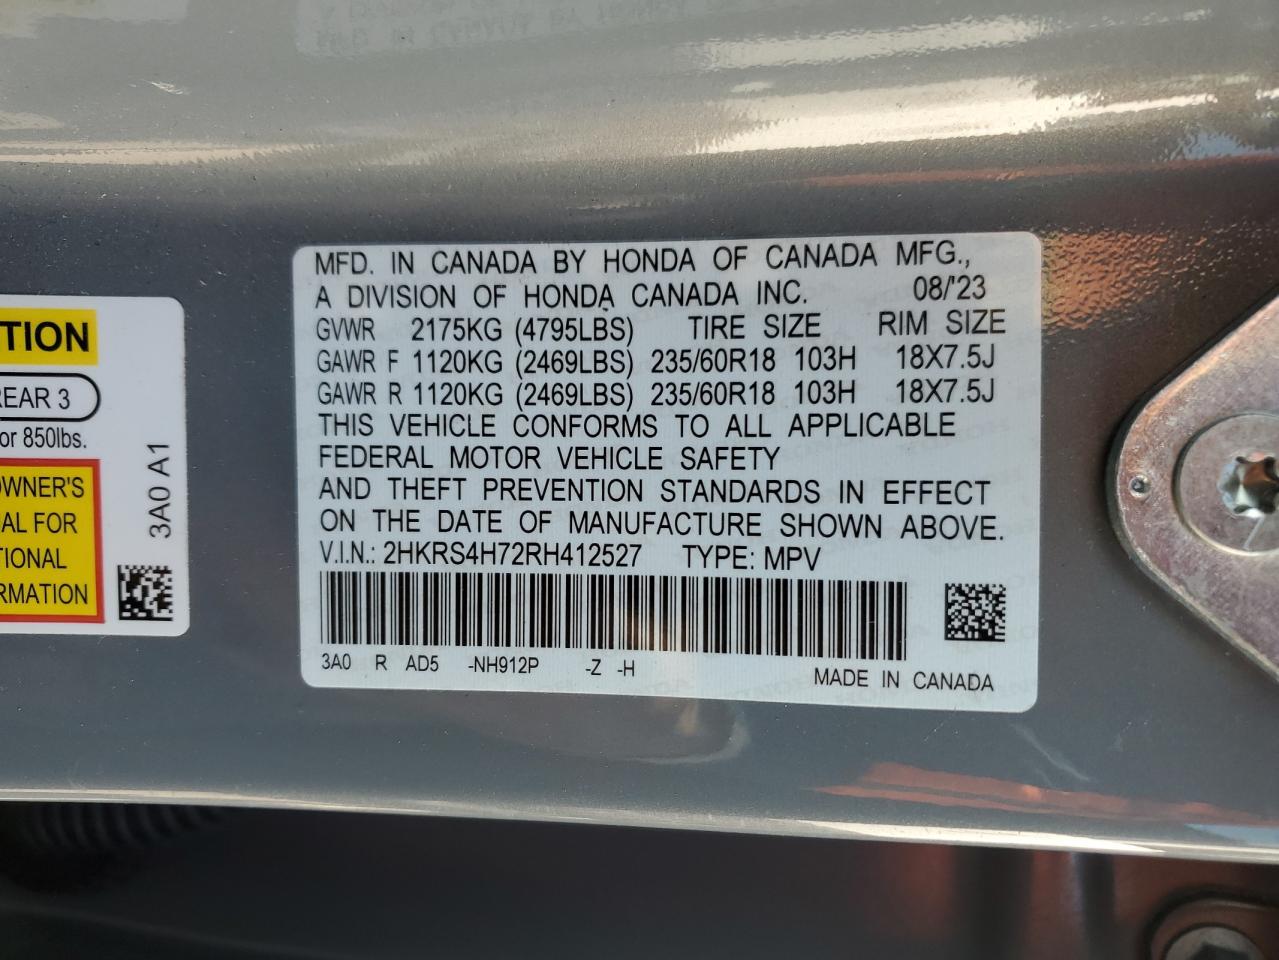 MFD. IN CANADA BY HONDA OF CANADA MFG.,
A DIVISION OF HONDA CANADA INC. 08/'23
GVWR 2175KG (4795LBS) TIRE SIZE RIM SIZE
GAWR F 1120KG (2469LBS) 235/60R18 103H 18X7.5J
GAWR R 1120KG (2469LBS) 235/60R18 103H 18X7.5J
THIS VEHICLE CONFORMS TO ALL APPLICABLE
FEDERAL MOTOR VEHICLE SAFETY
AND THEFT PREVENTION STANDARDS IN EFFECT
ON THE DATE OF MANUFACTURE SHOWN ABOVE.
V.I.N.: 2HKRS4H72RH412527 TYPE: MPV
3A0 R AD5 -NH912P -Z -H MADE IN CANADA
TION
REAR 3
or 850lbs.
OWNER'S
AL FOR
TIONAL
RMATION
3A0 A1